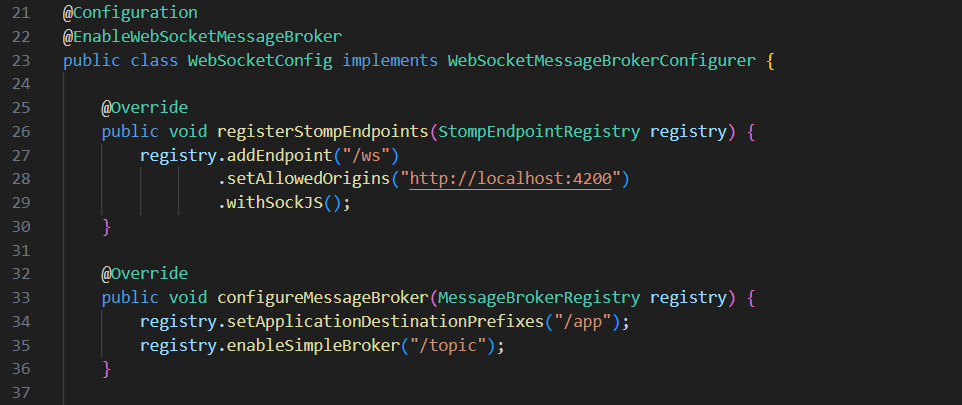 21 @Configuration
22 @EnableWebSocketMessageBroker
23 public class WebSocketConfig implements WebSocketMessageBrokerConfigurer {
24
25     @Override
26     public void registerStompEndpoints(StompEndpointRegistry registry) {
27         registry.addEndpoint("/ws")
28                 .setAllowedOrigins("http://localhost:4200")
29                 .withSockJS();
30     }
31
32     @Override
33     public void configureMessageBroker(MessageBrokerRegistry registry) {
34         registry.setApplicationDestinationPrefixes("/app");
35         registry.enableSimpleBroker("/topic");
36     }
37